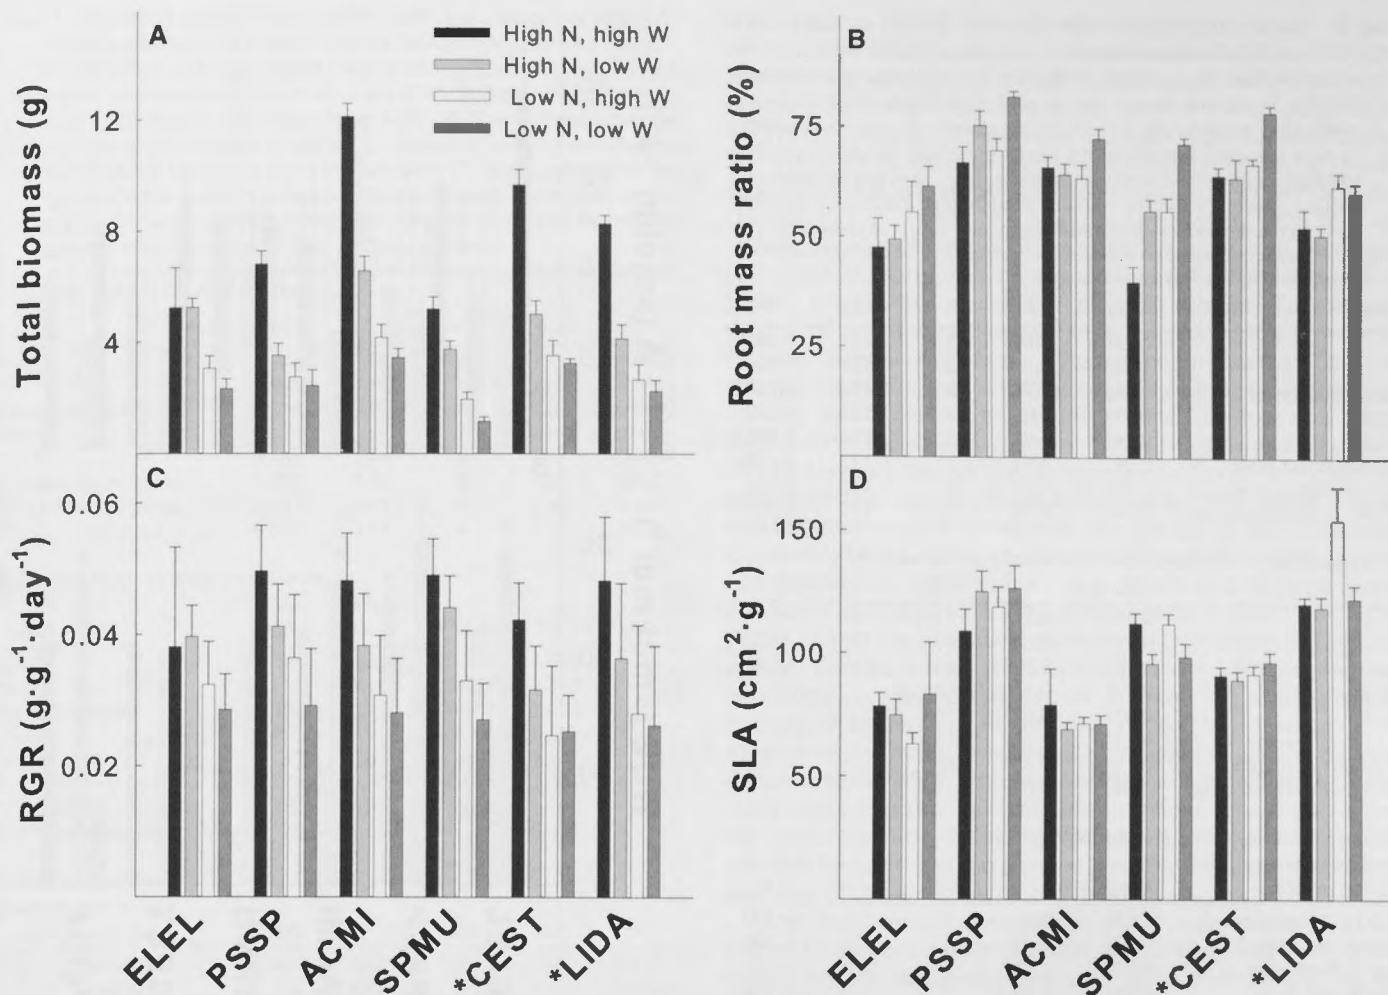 A
High N, high W
High N, low W
Low N, high W
Low N, low W
Total biomass (g)
12
8
4
B
Root mass ratio (%)
75
50
25
C
RGR (g·g⁻¹·day⁻¹)
0.06
0.04
0.02
ELEL
PSSP
ACMI
SPMU
*CEST
*LIDA
D
SLA (cm²·g⁻¹)
150
100
50
ELEL
PSSP
ACMI
SPMU
*CEST
*LIDA